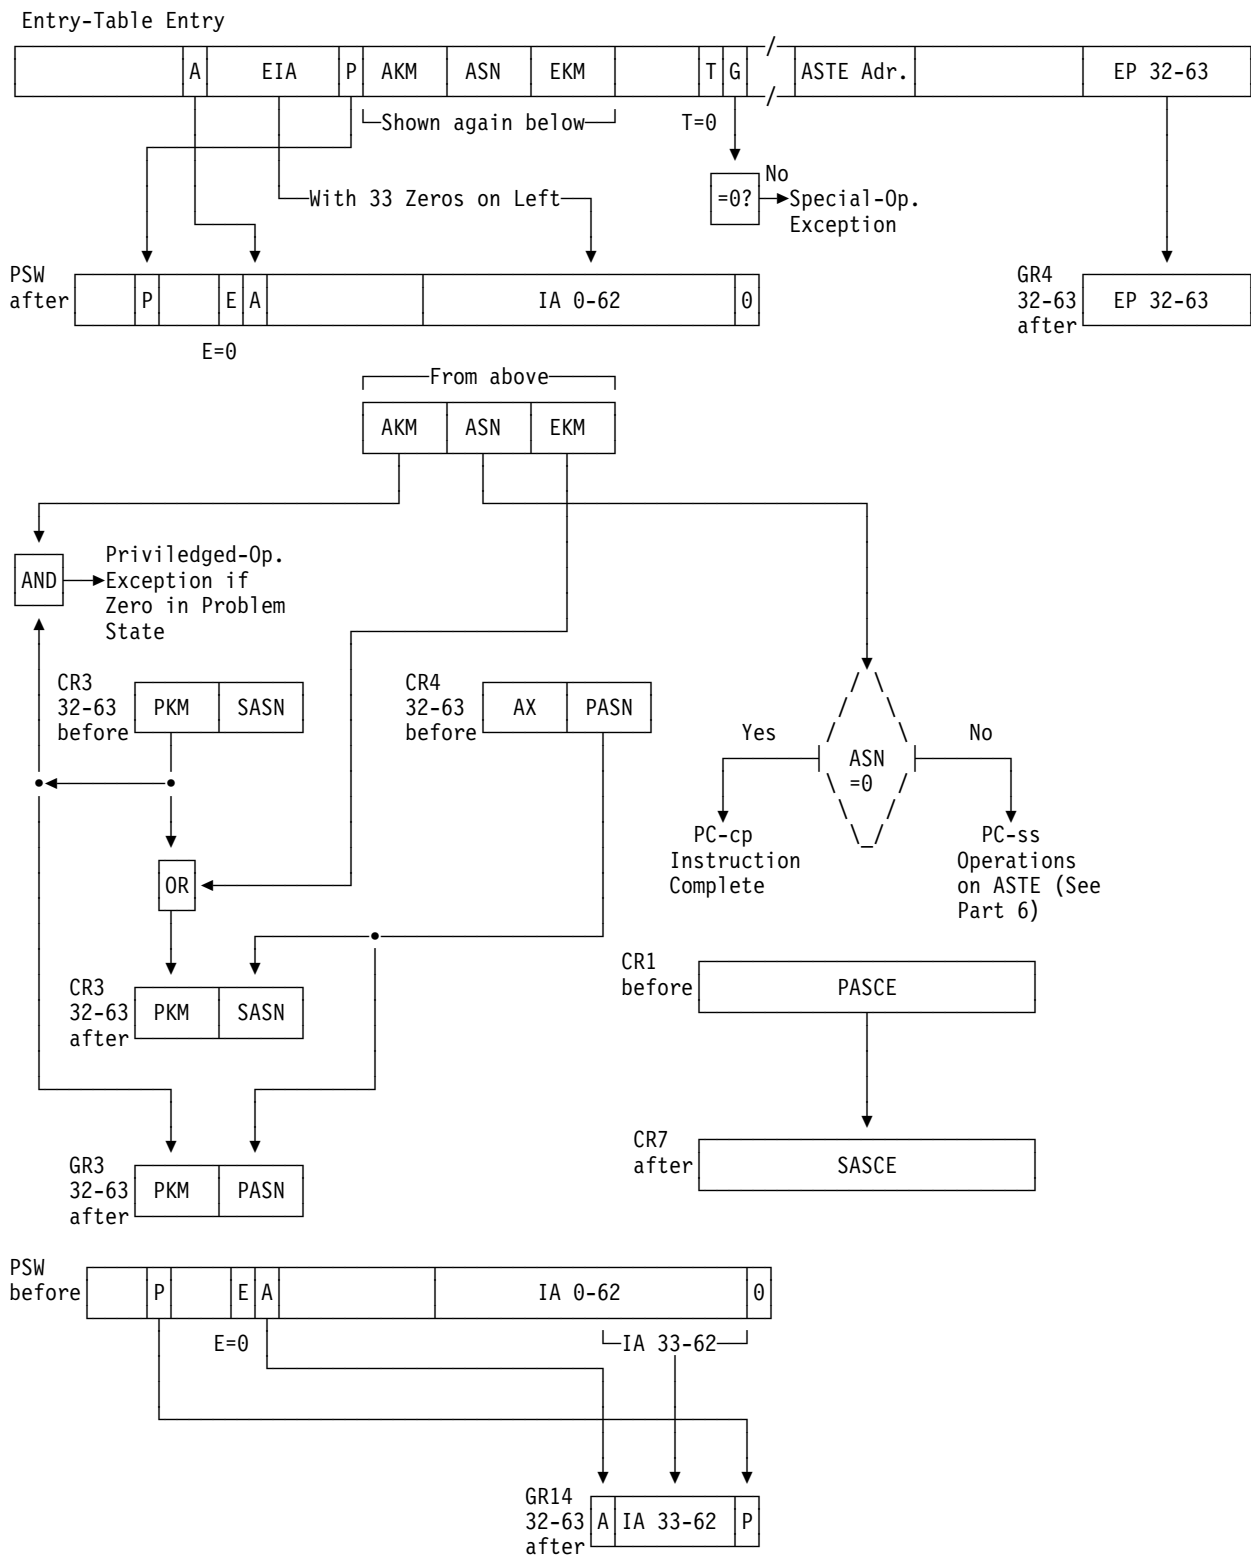 Entry-Table Entry
A EIA P AKM ASN EKM T G ASTE Adr. EP 32-63
Shown again below T=0
With 33 Zeros on Left
=0? No Special-Op.
Exception
PSW
after
P E A IA 0-62 0
E=0
GR4
32-63
after
EP 32-63
From above
AKM ASN EKM
AND
Priviledged-Op.
Exception if
Zero in Problem
State
CR3
32-63
before
PKM SASN
CR4
32-63
before
AX PASN
Yes
ASN
=0
No
PC-cp
Instruction
Complete
PC-ss
Operations
on ASTE (See
Part 6)
OR
CR3
32-63
after
PKM SASN
CR1
before
PASCE
GR3
32-63
after
PKM PASN
CR7
after
SASCE
PSW
before
P E A IA 0-62 0
E=0
IA 33-62
GR14
32-63
after
A IA 33-62 P